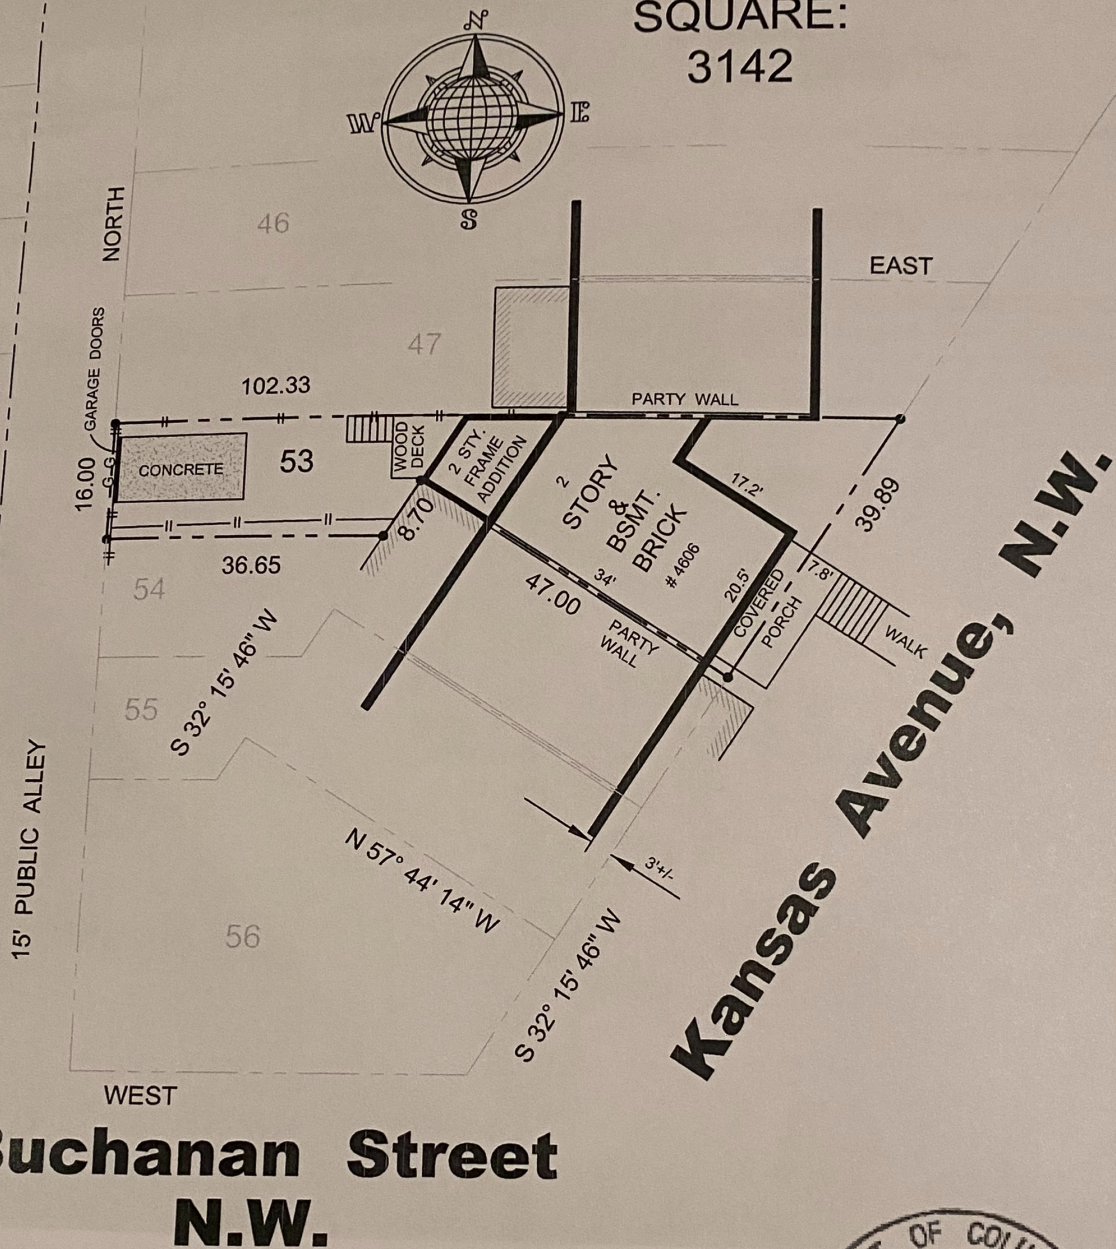 SQUARE:
3142
N
W
E
S
46
NORTH
EAST
GARAGE DOORS
47
102.33
PARTY WALL
16.00
G
G
CONCRETE
53
WOOD
DECK
2 STY.
FRAME
ADDITION
2
STORY
&
BSMT.
BRICK
# 4606
17.2'
39.89
8.70
36.65
54
34'
47.00
PARTY
WALL
20.5'
COVERED
PORCH
7.8'
WALK
S 32° 15' 46" W
55
15' PUBLIC ALLEY
N 57° 44' 14" W
3'+/-
56
S 32° 15' 46" W
Kansas Avenue, N.W.
WEST
Buchanan Street
N.W.
OF